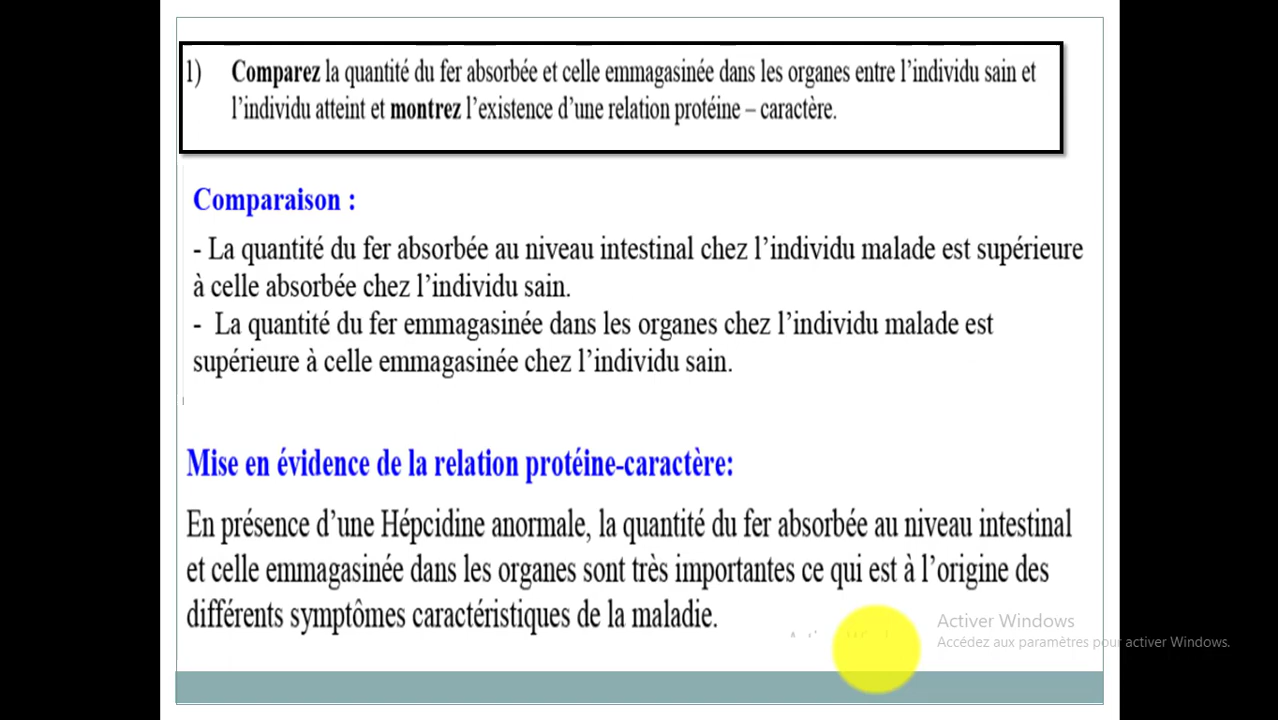 1) Comparez la quantité du fer absorbée et celle emmagasinée dans les organes entre l'individu sain et
l'individu atteint et montrez l'existence d'une relation protéine – caractère.
Comparaison :
- La quantité du fer absorbée au niveau intestinal chez l'individu malade est supérieure
à celle absorbée chez l'individu sain.
- La quantité du fer emmagasinée dans les organes chez l'individu malade est
supérieure à celle emmagasinée chez l'individu sain.
Mise en évidence de la relation protéine-caractère:
En présence d'une Hépcidine anormale, la quantité du fer absorbée au niveau intestinal
et celle emmagasinée dans les organes sont très importantes ce qui est à l'origine des
différents symptômes caractéristiques de la maladie.
Activer Windows
Accédez aux paramètres pour activer Windows.